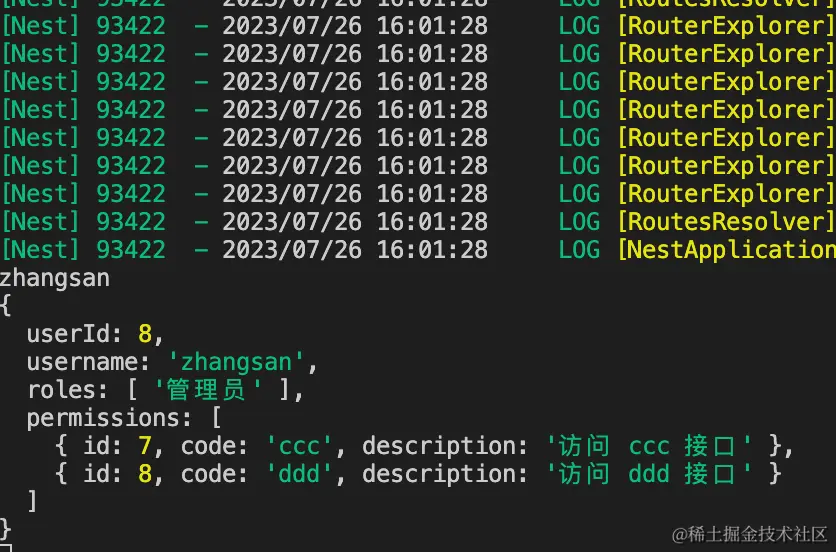 [Nest] 93422  - 2023/07/26 16:01:28     LOG [RoutesResolver]
[Nest] 93422  - 2023/07/26 16:01:28     LOG [RouterExplorer]
[Nest] 93422  - 2023/07/26 16:01:28     LOG [RouterExplorer]
[Nest] 93422  - 2023/07/26 16:01:28     LOG [RouterExplorer]
[Nest] 93422  - 2023/07/26 16:01:28     LOG [RouterExplorer]
[Nest] 93422  - 2023/07/26 16:01:28     LOG [RouterExplorer]
[Nest] 93422  - 2023/07/26 16:01:28     LOG [RouterExplorer]
[Nest] 93422  - 2023/07/26 16:01:28     LOG [RouterExplorer]
[Nest] 93422  - 2023/07/26 16:01:28     LOG [RoutesResolver]
[Nest] 93422  - 2023/07/26 16:01:28     LOG [NestApplication
zhangsan
{
  userId: 8,
  username: 'zhangsan',
  roles: [ '管理员' ],
  permissions: [
    { id: 7, code: 'ccc', description: '访问 ccc 接口' },
    { id: 8, code: 'ddd', description: '访问 ddd 接口' }
  ]
}
@稀土掘金技术社区